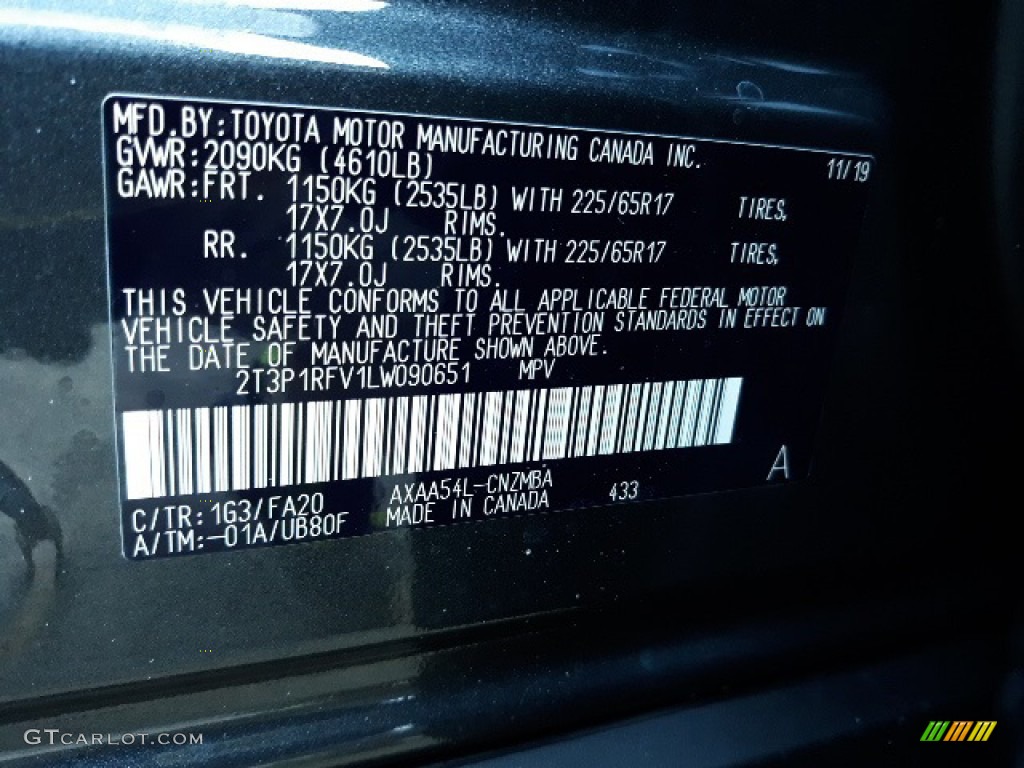 MFD.BY:TOYOTA MOTOR MANUFACTURING CANADA INC.
GVWR:2090KG (4610LB) 11/19
GAWR:FRT. 1150KG (2535LB) WITH 225/65R17 TIRES,
17X7.0J RIMS.
RR. 1150KG (2535LB) WITH 225/65R17 TIRES,
17X7.0J RIMS.
THIS VEHICLE CONFORMS TO ALL APPLICABLE FEDERAL MOTOR
VEHICLE SAFETY AND THEFT PREVENTION STANDARDS IN EFFECT ON
THE DATE OF MANUFACTURE SHOWN ABOVE.
2T3P1RFV1LW090651 MPV
A
C/TR:1G3/FA20 AXAA54L-CNZMBA 433
A/TM:-01A/UB80F MADE IN CANADA
GTCARLOT.COM